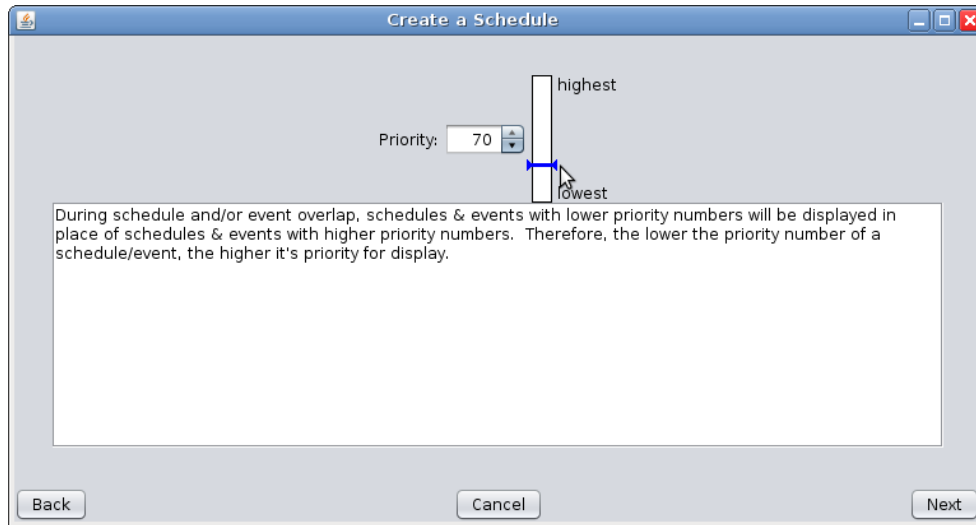 Create a Schedule
highest
Priority: 70
lowest
During schedule and/or event overlap, schedules & events with lower priority numbers will be displayed in
place of schedules & events with higher priority numbers.  Therefore, the lower the priority number of a
schedule/event, the higher it's priority for display.
Back Cancel Next